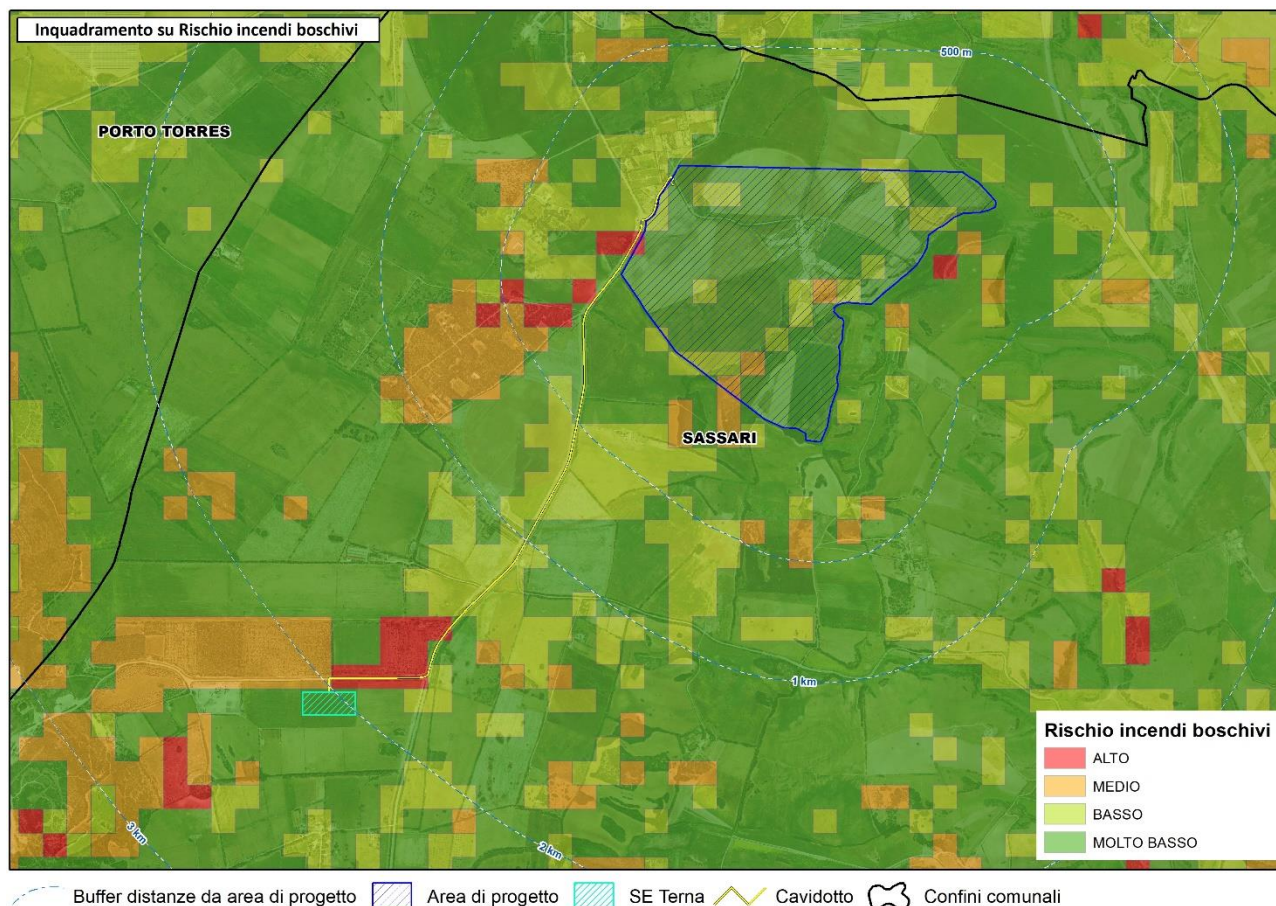 Inquadramento su Rischio incendi boschivi
500 m
PORTO TORRES
SASSARI
1 km
Rischio incendi boschivi
ALTO
MEDIO
BASSO
MOLTO BASSO
3 km
2 km
Buffer distanze da area di progetto
Area di progetto
SE Terna
Cavidotto
Confini comunali